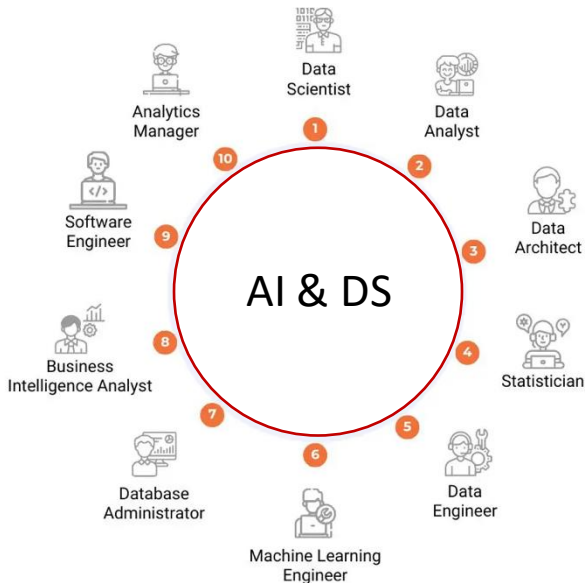 1
Data
Scientist
2
Data
Analyst
3
Data
Architect
4
Statistician
5
Data
Engineer
6
Machine Learning
Engineer
7
Database
Administrator
8
Business
Intelligence Analyst
9
Software
Engineer
10
Analytics
Manager
AI & DS